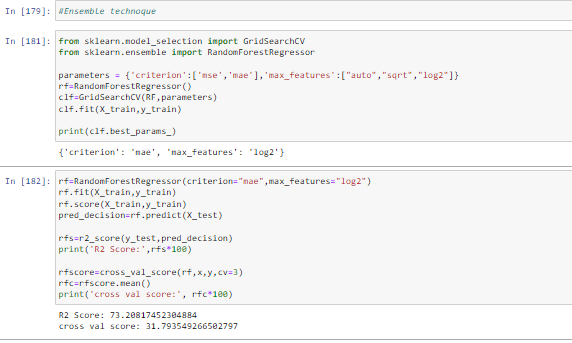 In [179]: #Ensemble technoque
In [181]: from sklearn.model_selection import GridSearchCV
from sklearn.ensemble import RandomForestRegressor
parameters = {'criterion':['mse','mae'],'max_features':["auto","sqrt","log2"]}
rf=RandomForestRegressor()
clf=GridSearchCV(RF,parameters)
clf.fit(X_train,y_train)
print(clf.best_params_)
{'criterion': 'mae', 'max_features': 'log2'}
In [182]: rf=RandomForestRegressor(criterion="mae",max_features="log2")
rf.fit(X_train,y_train)
rf.score(X_train,y_train)
pred_decision=rf.predict(X_test)
rfs=r2_score(y_test,pred_decision)
print('R2 Score:',rfs*100)
rfscore=cross_val_score(rf,x,y,cv=3)
rfc=rfscore.mean()
print('cross val score:', rfc*100)
R2 Score: 73.20817452304884
cross val score: 31.793549266502797